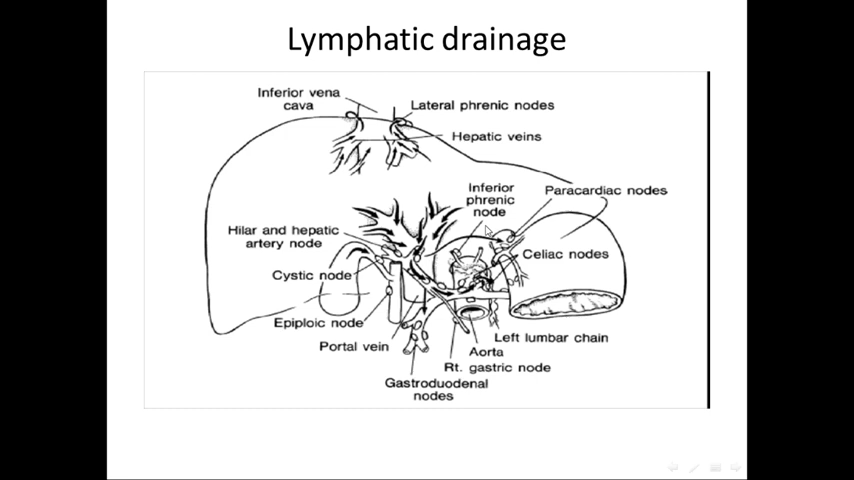 Lymphatic drainage
Inferior vena
cava
Lateral phrenic nodes
Hepatic veins
Inferior
phrenic
node
Paracardiac nodes
Hilar and hepatic
artery node
Celiac nodes
Cystic node
Epiploic node
Portal vein
Left lumbar chain
Aorta
Rt. gastric node
Gastroduodenal
nodes